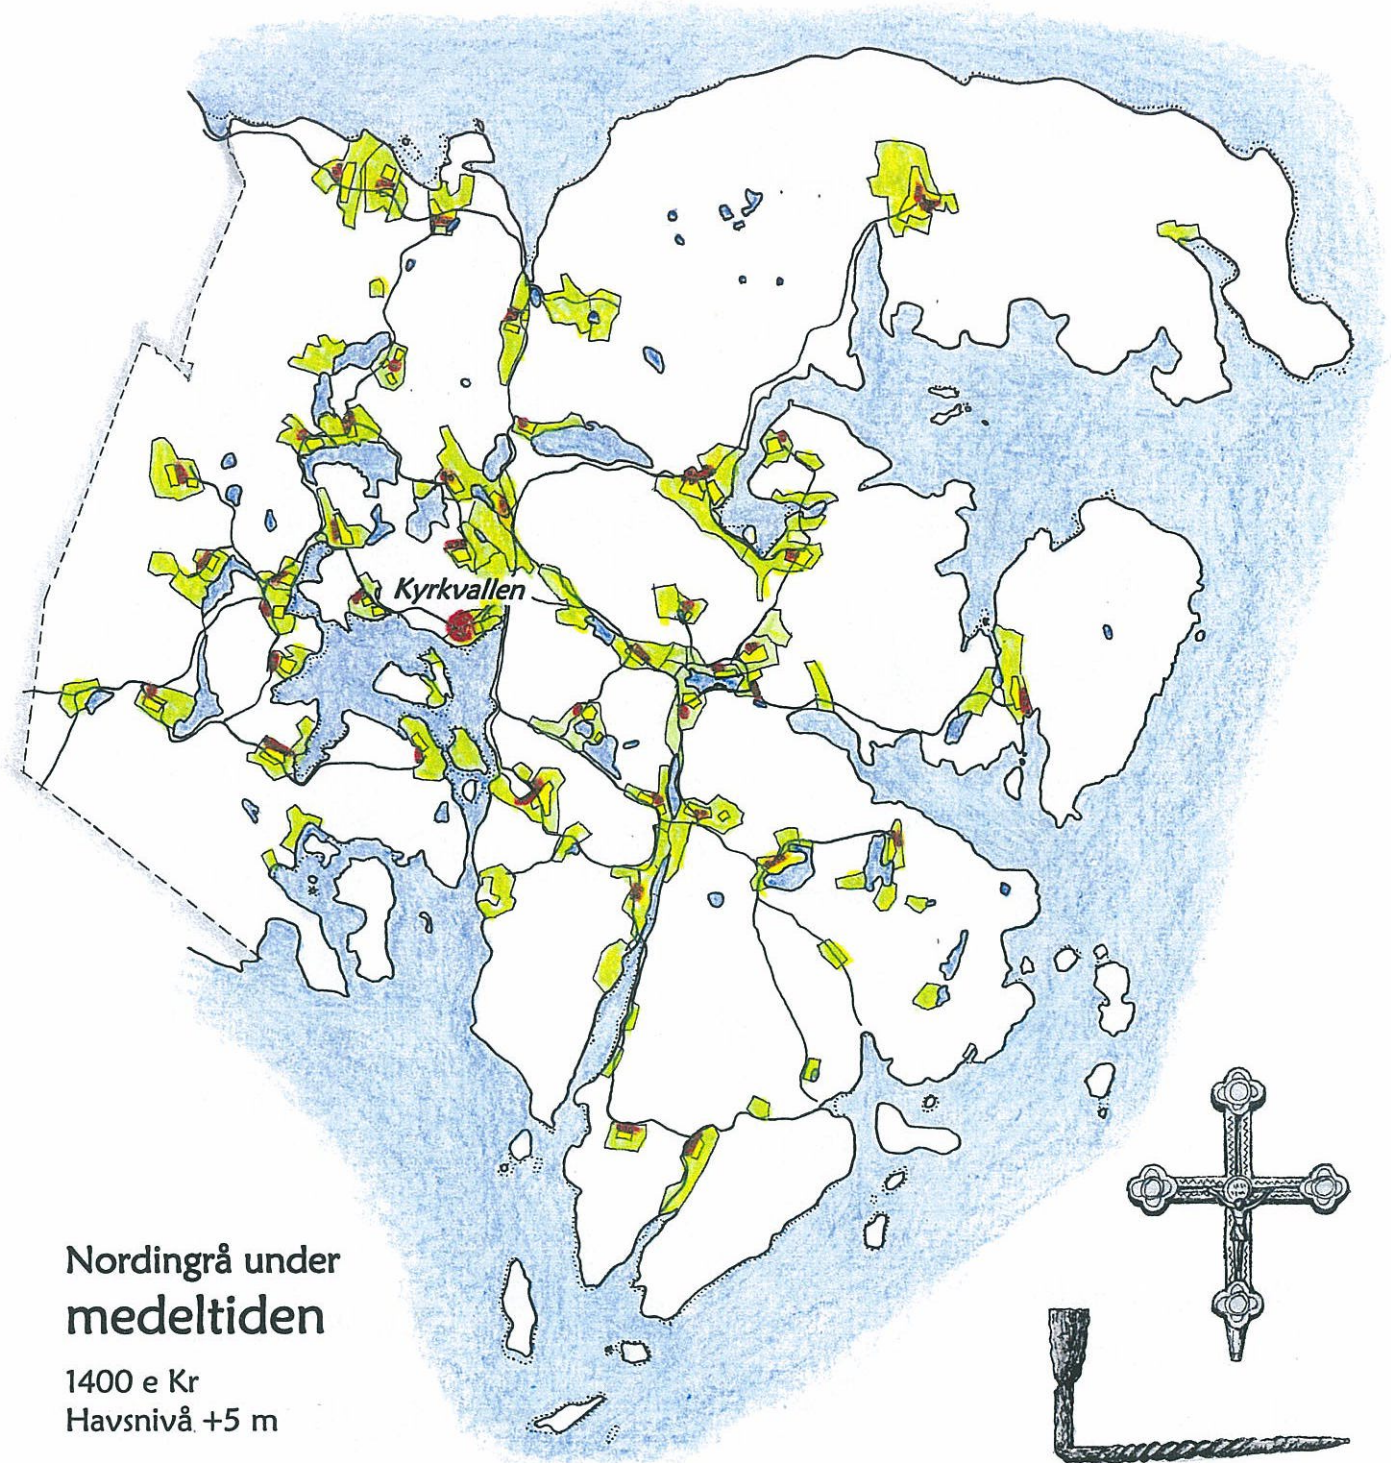 Kyrkvallen
Nordingrå under
medeltiden
1400 e Kr
Havsnivå +5 m